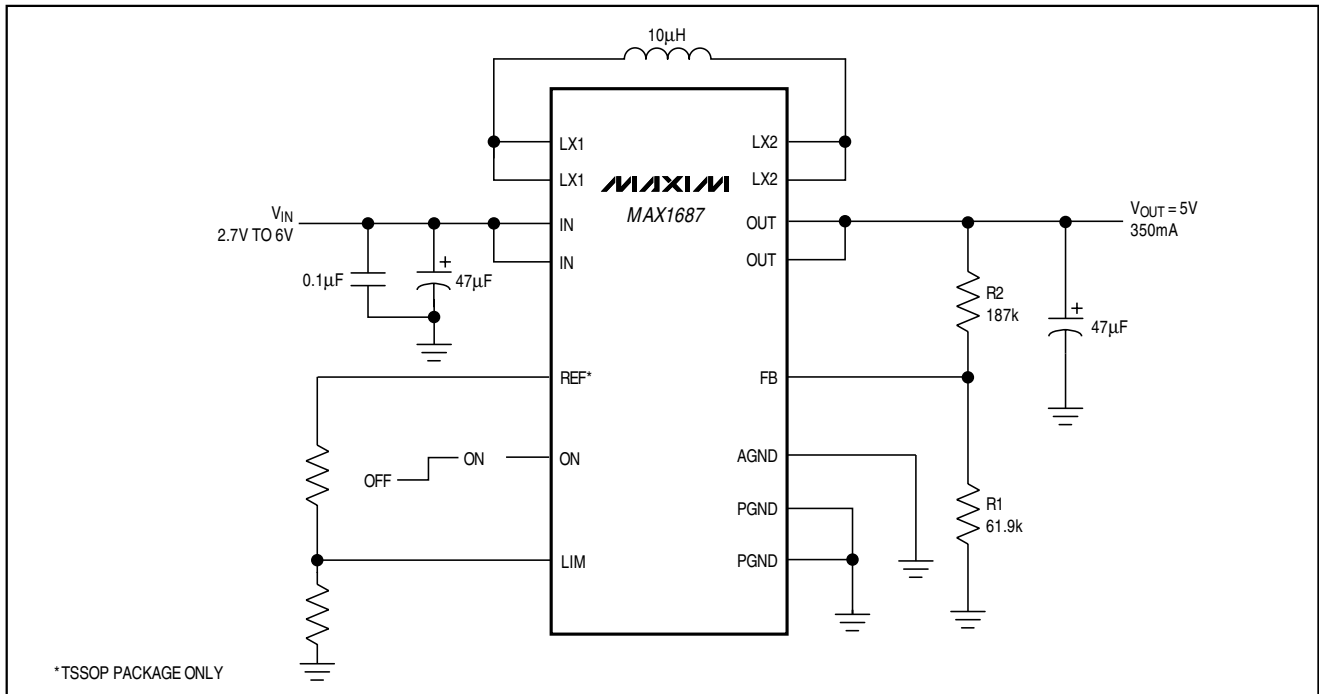 10µH
LX1
LX1
LX2
LX2
MAXIM
MAX1687
VIN
2.7V TO 6V
IN
IN
OUT
OUT
VOUT = 5V
350mA
0.1µF
+
47µF
R2
187k
+
47µF
REF*
FB
OFF
ON
ON
AGND
PGND
R1
61.9k
LIM
PGND
*TSSOP PACKAGE ONLY